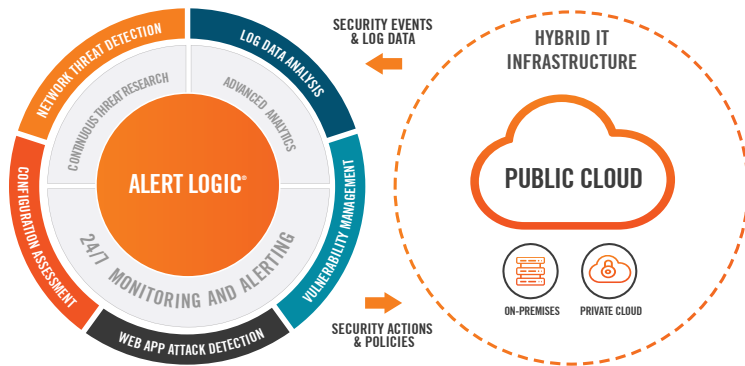 NETWORK THREAT DETECTION
LOG DATA ANALYSIS
CONTINUOUS THREAT RESEARCH
ADVANCED ANALYTICS
ALERT LOGIC®
24/7 MONITORING AND ALERTING
CONFIGURATION ASSESSMENT
VULNERABILITY MANAGEMENT
WEB APP ATTACK DETECTION
SECURITY EVENTS
& LOG DATA
SECURITY ACTIONS
& POLICIES
HYBRID IT
INFRASTRUCTURE
PUBLIC CLOUD
ON-PREMISES
PRIVATE CLOUD